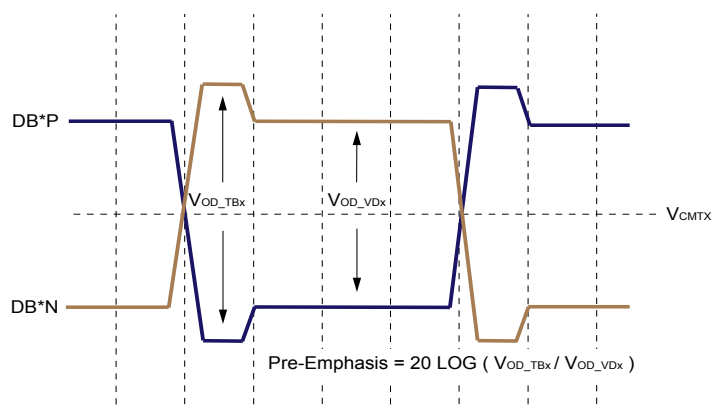 DB*P
VOD_TBx
VOD_VDx
VCMTX
DB*N
Pre-Emphasis = 20 LOG ( VOD_TBx / VOD_VDx )